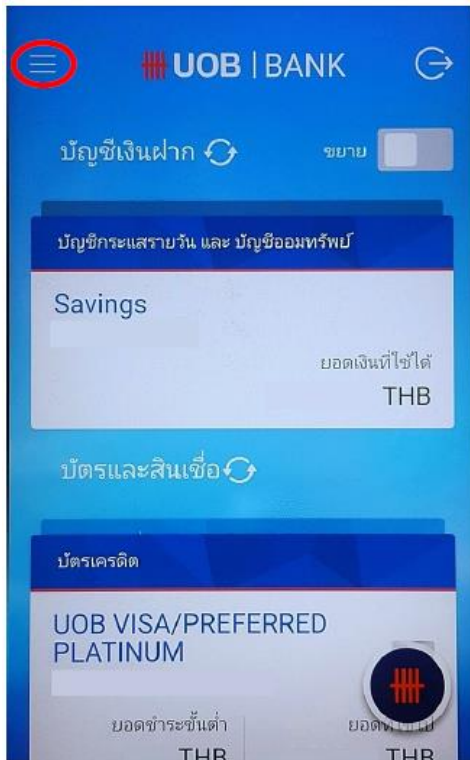 UOB | BANK
บัญชีเงินฝาก
ขยาย
บัญชีกระแสรายวัน และ บัญชีออมทรัพย์
Savings
ยอดเงินที่ใช้ได้
THB
บัตรและสินเชื่อ
บัตรเครดิต
UOB VISA/PREFERRED
PLATINUM
ยอดชำระขั้นต่ำ
THB
THB